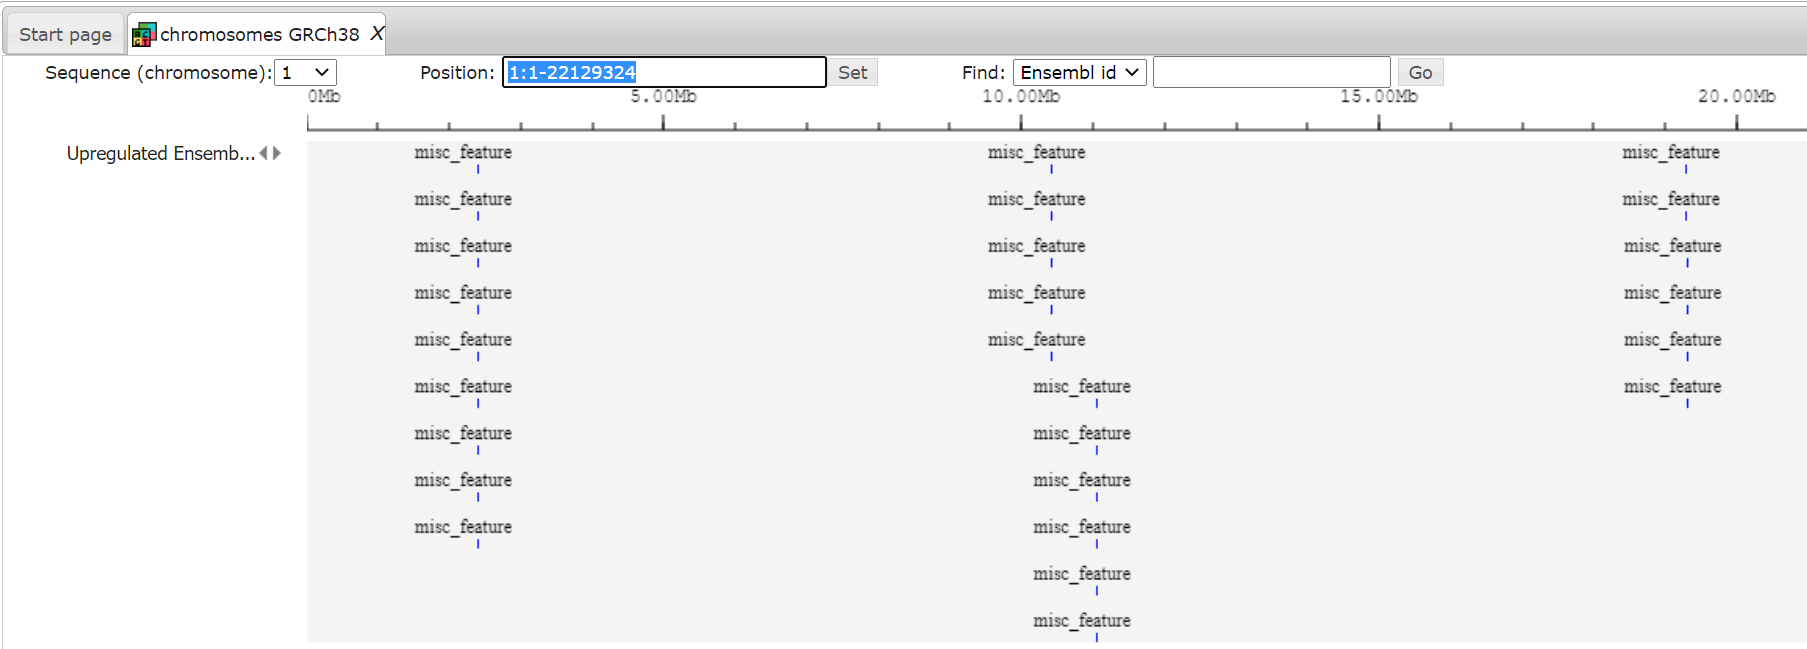 Start page chromosomes GRCh38 X
Sequence (chromosome): 1 Position: 1:1-22129324 Set Find: Ensembl id Go
0Mb 5.00Mb 10.00Mb 15.00Mb 20.00Mb
Upregulated Ensemb... misc_feature misc_feature misc_feature
misc_feature misc_feature misc_feature
misc_feature misc_feature misc_feature
misc_feature misc_feature misc_feature
misc_feature misc_feature misc_feature
misc_feature misc_feature misc_feature
misc_feature misc_feature
misc_feature misc_feature
misc_feature misc_feature
misc_feature
misc_feature